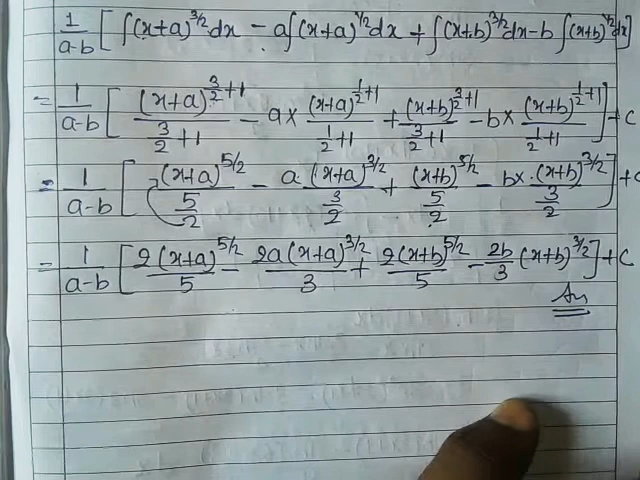 1/(a-b) [ ∫(x+a)^3/2 dx - a∫(x+a)^1/2 dx + ∫(x+b)^3/2 dx - b ∫(x+b)^1/2 dx ]
= 1/(a-b) [ (x+a)^(3/2+1) / (3/2+1) - a × (x+a)^(1/2+1) / (1/2+1) + (x+b)^(3/2+1) / (3/2+1) - b × (x+b)^(1/2+1) / (1/2+1) ] + C
= 1/(a-b) [ (x+a)^5/2 / (5/2) - a (x+a)^3/2 / (3/2) + (x+b)^5/2 / (5/2) - b × (x+b)^3/2 / (3/2) ] + C
= 1/(a-b) [ 2(x+a)^5/2 / 5 - 2a(x+a)^3/2 / 3 + 2(x+b)^5/2 / 5 - 2b/3 (x+b)^3/2 ] + C
An